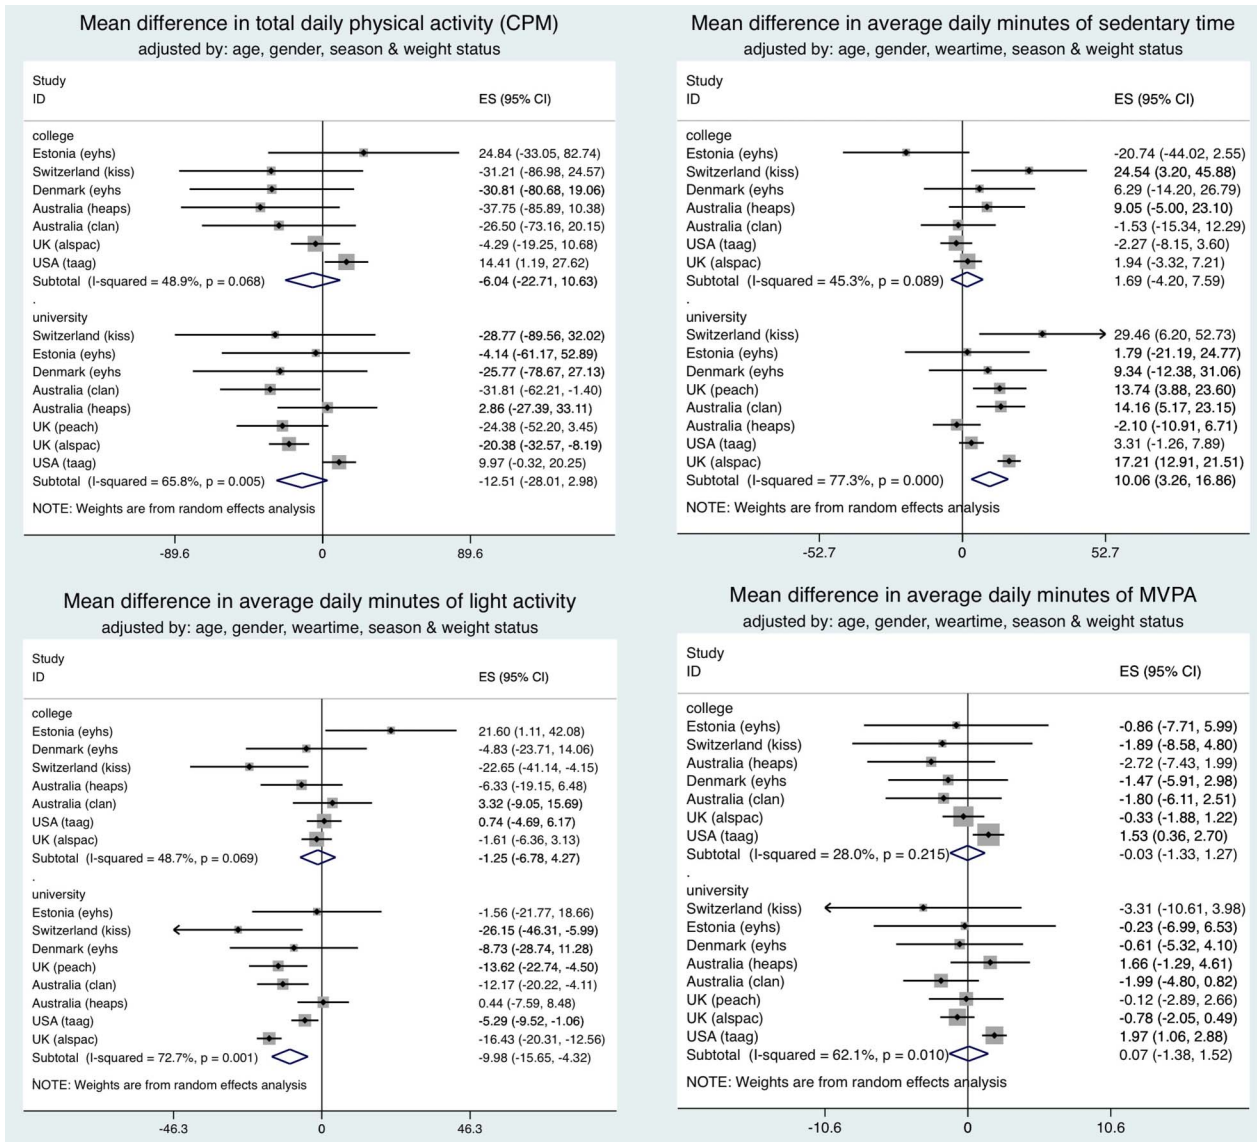 Mean difference in total daily physical activity (CPM)
adjusted by: age, gender, season & weight status
Study
ID ES (95% CI)
college
Estonia (eyhs) 24.84 (-33.05, 82.74)
Switzerland (kiss) -31.21 (-86.98, 24.57)
Denmark (eyhs -30.81 (-80.68, 19.06)
Australia (heaps) -37.75 (-85.89, 10.38)
Australia (clan) -26.50 (-73.16, 20.15)
UK (alspac) -4.29 (-19.25, 10.68)
USA (taag) 14.41 (1.19, 27.62)
Subtotal (I-squared = 48.9%, p = 0.068) -6.04 (-22.71, 10.63)
.
university
Switzerland (kiss) -28.77 (-89.56, 32.02)
Estonia (eyhs) -4.14 (-61.17, 52.89)
Denmark (eyhs -25.77 (-78.67, 27.13)
Australia (clan) -31.81 (-62.21, -1.40)
Australia (heaps) 2.86 (-27.39, 33.11)
UK (peach) -24.38 (-52.20, 3.45)
UK (alspac) -20.38 (-32.57, -8.19)
USA (taag) 9.97 (-0.32, 20.25)
Subtotal (I-squared = 65.8%, p = 0.005) -12.51 (-28.01, 2.98)
NOTE: Weights are from random effects analysis
-89.6 0 89.6
Mean difference in average daily minutes of sedentary time
adjusted by: age, gender, weartime, season & weight status
Study
ID ES (95% CI)
college
Estonia (eyhs) -20.74 (-44.02, 2.55)
Switzerland (kiss) 24.54 (3.20, 45.88)
Denmark (eyhs 6.29 (-14.20, 26.79)
Australia (heaps) 9.05 (-5.00, 23.10)
Australia (clan) -1.53 (-15.34, 12.29)
USA (taag) -2.27 (-8.15, 3.60)
UK (alspac) 1.94 (-3.32, 7.21)
Subtotal (I-squared = 45.3%, p = 0.089) 1.69 (-4.20, 7.59)
.
university
Switzerland (kiss) 29.46 (6.20, 52.73)
Estonia (eyhs) 1.79 (-21.19, 24.77)
Denmark (eyhs 9.34 (-12.38, 31.06)
UK (peach) 13.74 (3.88, 23.60)
Australia (clan) 14.16 (5.17, 23.15)
Australia (heaps) -2.10 (-10.91, 6.71)
USA (taag) 3.31 (-1.26, 7.89)
UK (alspac) 17.21 (12.91, 21.51)
Subtotal (I-squared = 77.3%, p = 0.000) 10.06 (3.26, 16.86)
NOTE: Weights are from random effects analysis
-52.7 0 52.7
Mean difference in average daily minutes of light activity
adjusted by: age, gender, weartime, season & weight status
Study
ID ES (95% CI)
college
Estonia (eyhs) 21.60 (1.11, 42.08)
Denmark (eyhs -4.83 (-23.71, 14.06)
Switzerland (kiss) -22.65 (-41.14, -4.15)
Australia (heaps) -6.33 (-19.15, 6.48)
Australia (clan) 3.32 (-9.05, 15.69)
USA (taag) 0.74 (-4.69, 6.17)
UK (alspac) -1.61 (-6.36, 3.13)
Subtotal (I-squared = 48.7%, p = 0.069) -1.25 (-6.78, 4.27)
.
university
Estonia (eyhs) -1.56 (-21.77, 18.66)
Switzerland (kiss) -26.15 (-46.31, -5.99)
Denmark (eyhs -8.73 (-28.74, 11.28)
UK (peach) -13.62 (-22.74, -4.50)
Australia (clan) -12.17 (-20.22, -4.11)
Australia (heaps) 0.44 (-7.59, 8.48)
USA (taag) -5.29 (-9.52, -1.06)
UK (alspac) -16.43 (-20.31, -12.56)
Subtotal (I-squared = 72.7%, p = 0.001) -9.98 (-15.65, -4.32)
NOTE: Weights are from random effects analysis
-46.3 0 46.3
Mean difference in average daily minutes of MVPA
adjusted by: age, gender, weartime, season & weight status
Study
ID ES (95% CI)
college
Estonia (eyhs) -0.86 (-7.71, 5.99)
Switzerland (kiss) -1.89 (-8.58, 4.80)
Australia (heaps) -2.72 (-7.43, 1.99)
Denmark (eyhs -1.47 (-5.91, 2.98)
Australia (clan) -1.80 (-6.11, 2.51)
UK (alspac) -0.33 (-1.88, 1.22)
USA (taag) 1.53 (0.36, 2.70)
Subtotal (I-squared = 28.0%, p = 0.215) -0.03 (-1.33, 1.27)
.
university
Switzerland (kiss) -3.31 (-10.61, 3.98)
Estonia (eyhs) -0.23 (-6.99, 6.53)
Denmark (eyhs -0.61 (-5.32, 4.10)
Australia (heaps) 1.66 (-1.29, 4.61)
Australia (clan) -1.99 (-4.80, 0.82)
UK (peach) -0.12 (-2.89, 2.66)
UK (alspac) -0.78 (-2.05, 0.49)
USA (taag) 1.97 (1.06, 2.88)
Subtotal (I-squared = 62.1%, p = 0.010) 0.07 (-1.38, 1.52)
NOTE: Weights are from random effects analysis
-10.6 0 10.6